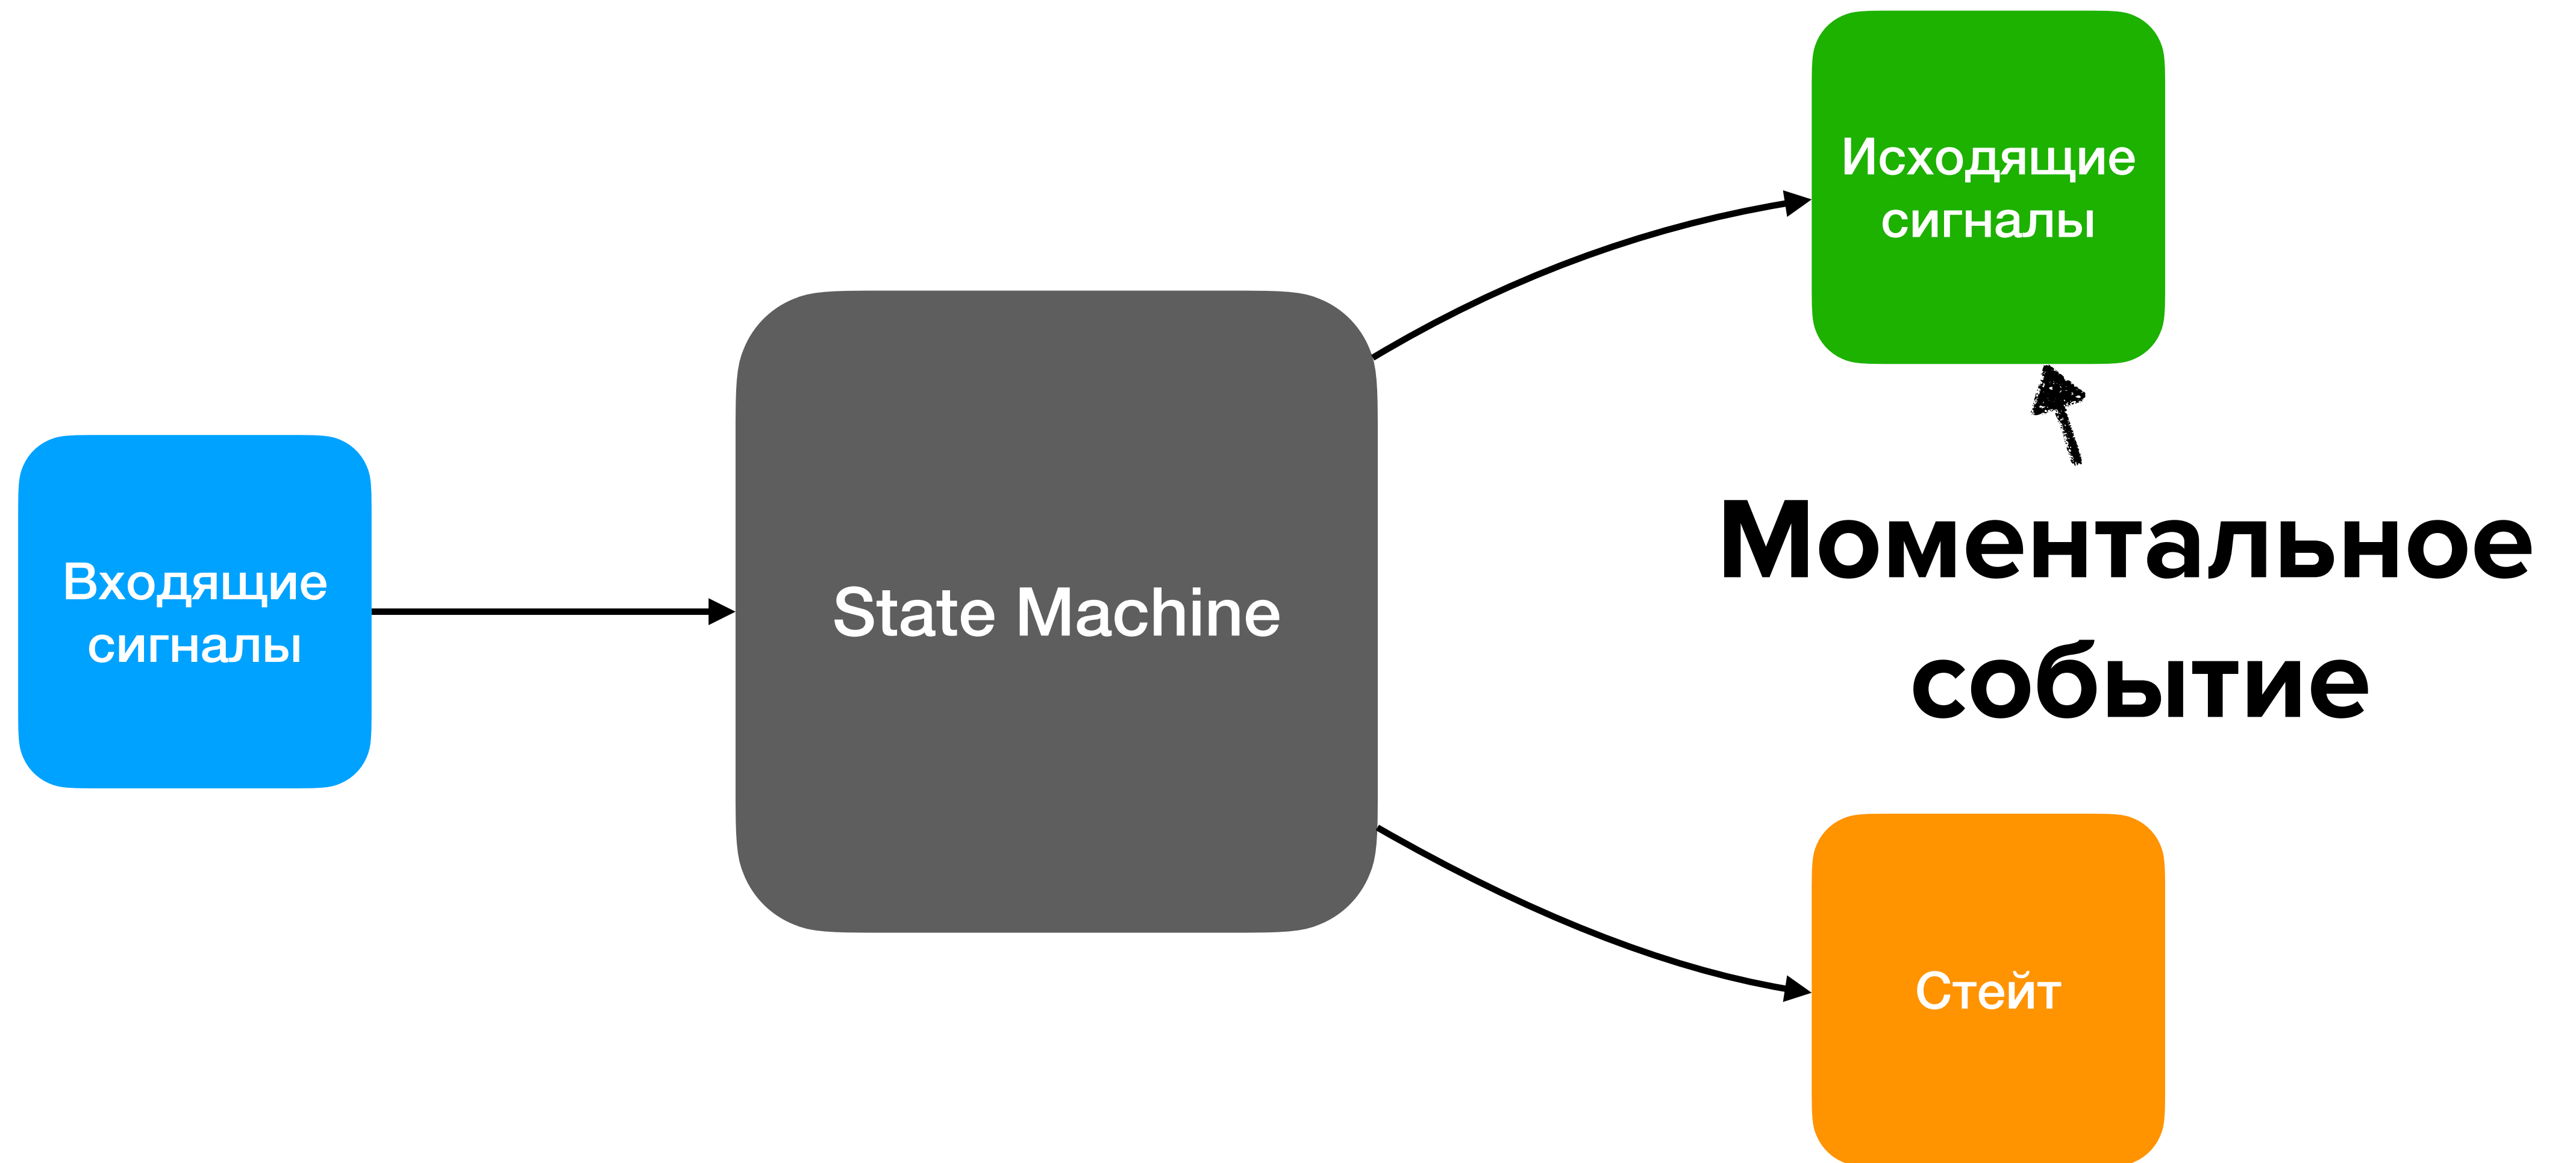 Входящие
сигналы
State Machine
Исходящие
сигналы
Моментальное
событие
Стейт